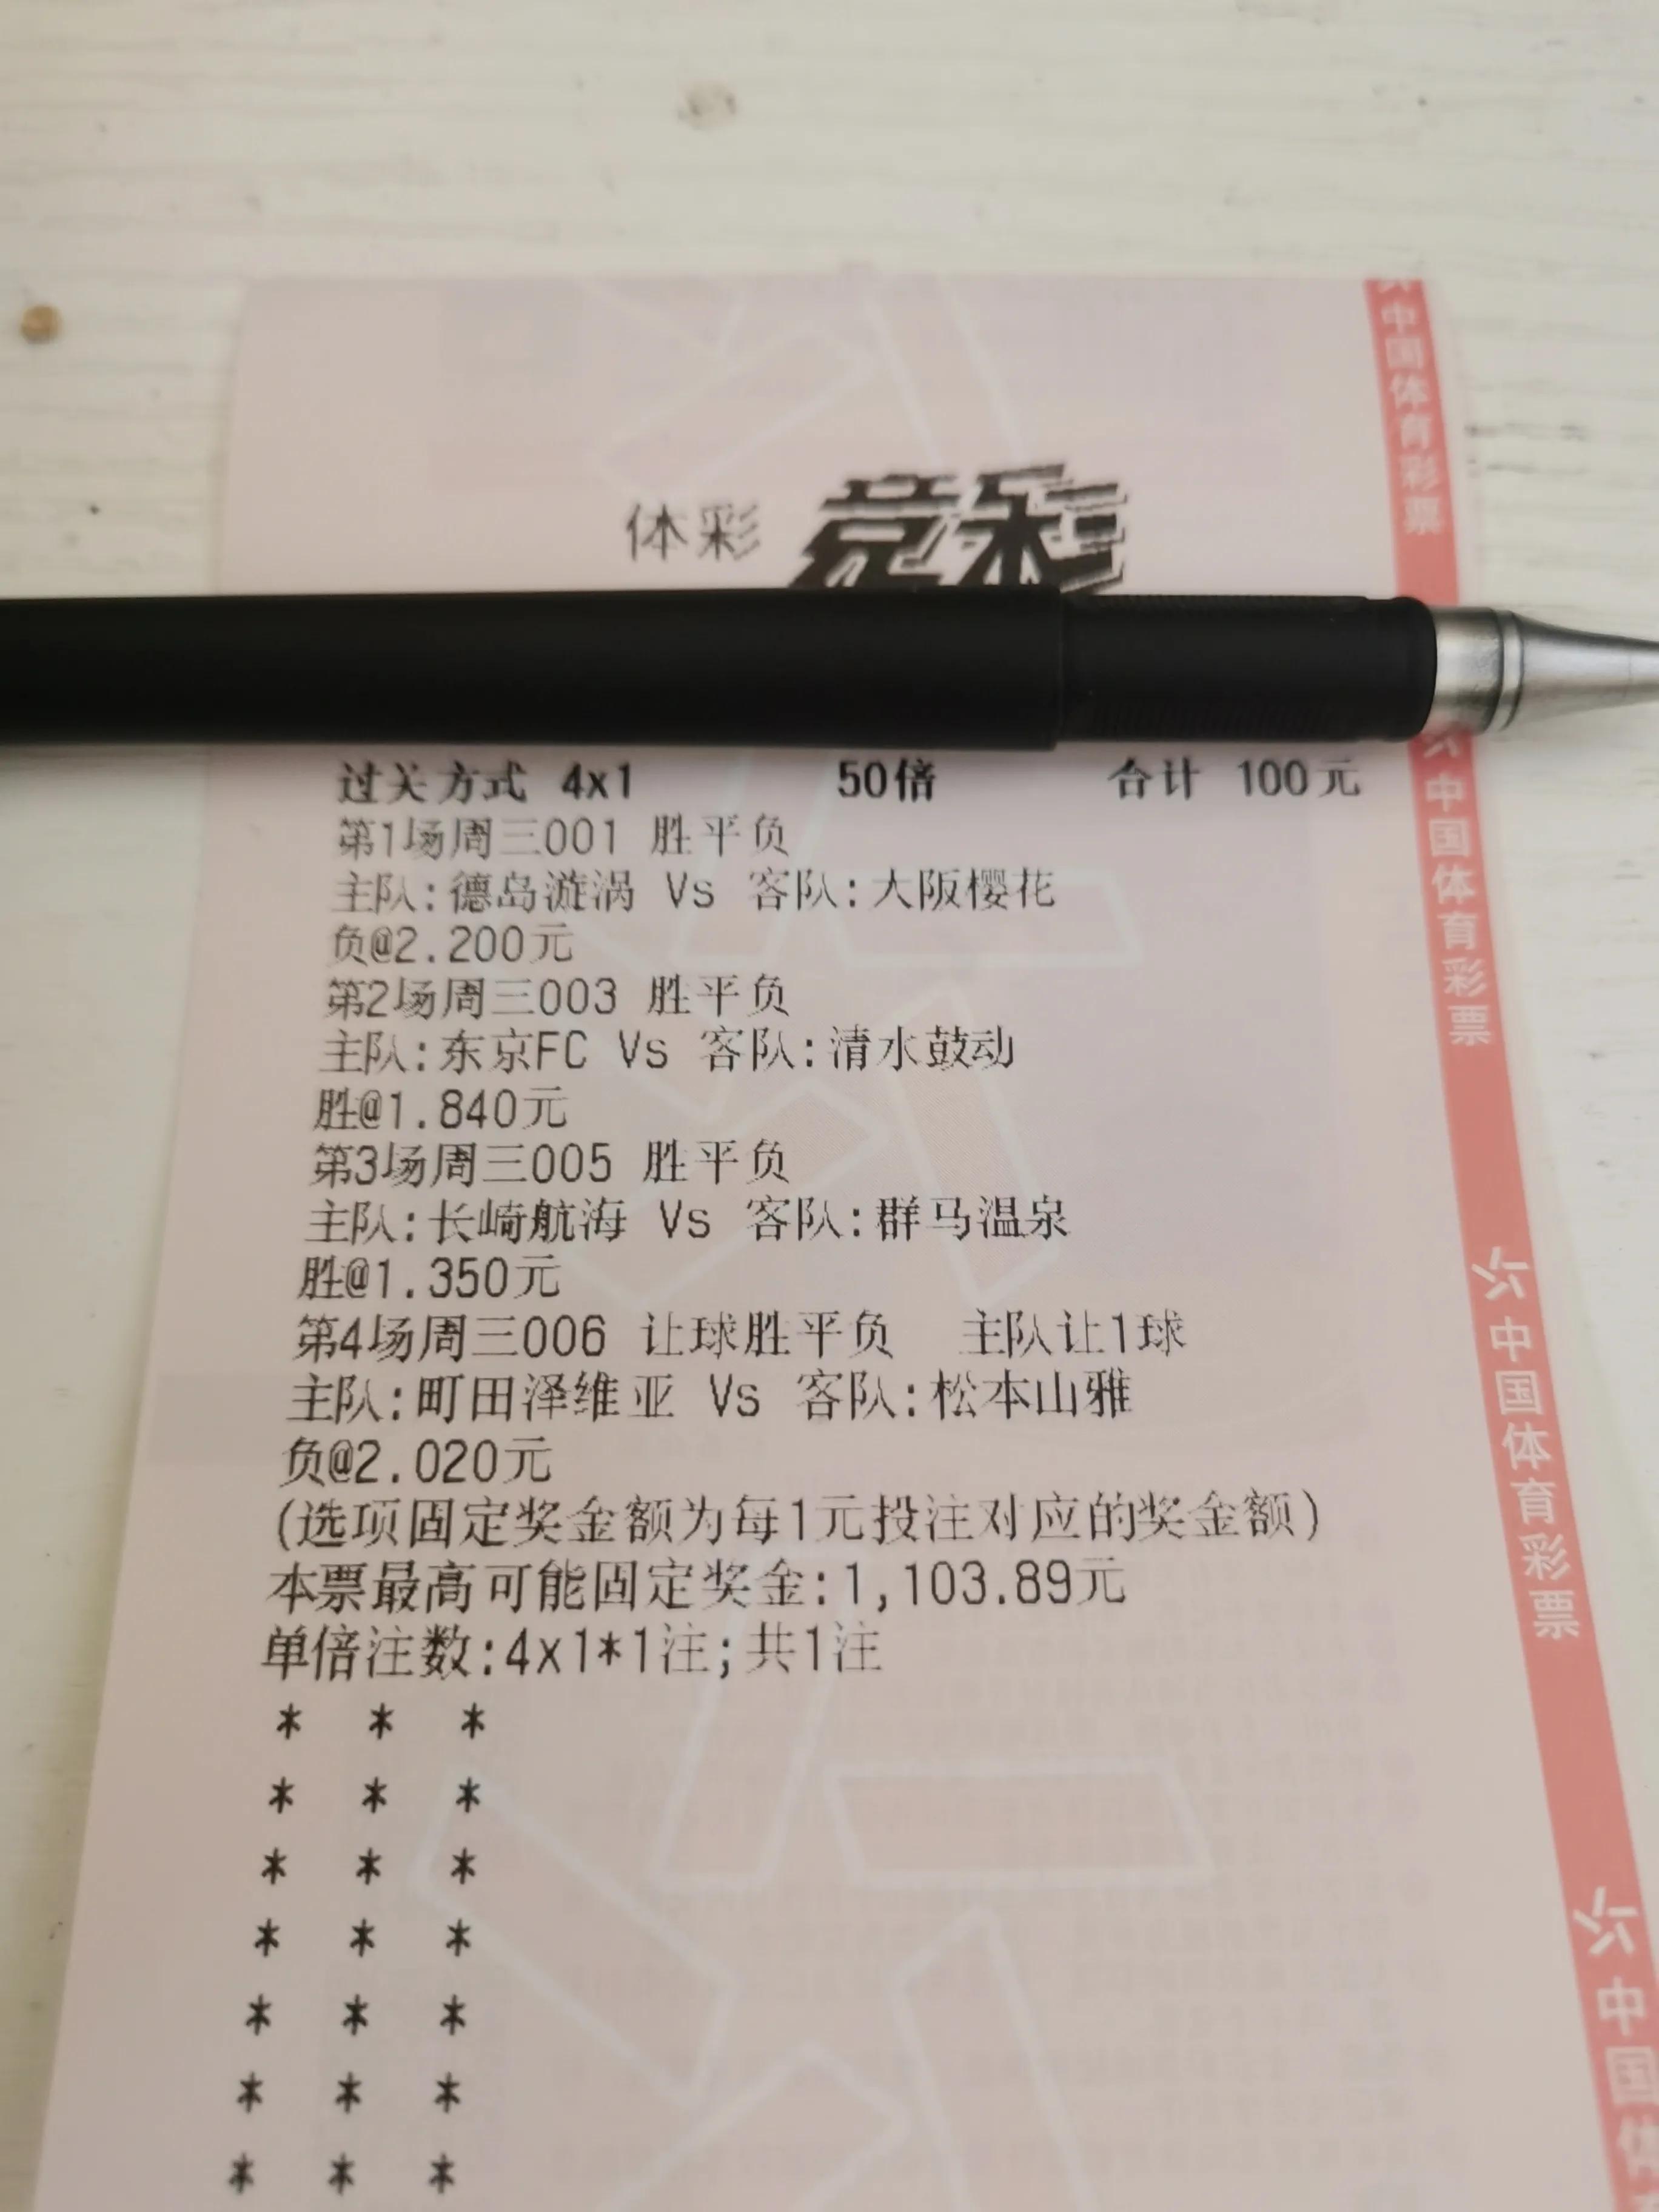 体彩 竞彩
过关方式 4x1 50倍 合计 100元
第1场周三001 胜平负
主队:德岛漩涡 Vs 客队:大阪樱花
负@2.200元
第2场周三003 胜平负
主队:东京FC Vs 客队:清水鼓动
胜@1.840元
第3场周三005 胜平负
主队:长崎航海 Vs 客队:群马温泉
胜@1.350元
第4场周三006 让球胜平负 主队让1球
主队:町田泽维亚 Vs 客队:松本山雅
负@2.020元
(选项固定奖金额为每1元投注对应的奖金额)
本票最高可能固定奖金:1,103.89元
单倍注数:4x1*1注;共1注
* * *
* * *
* * *
* * *
* * *
* * *
* * *
中国体育彩票
中国体育彩票
中国体育彩票
中国体